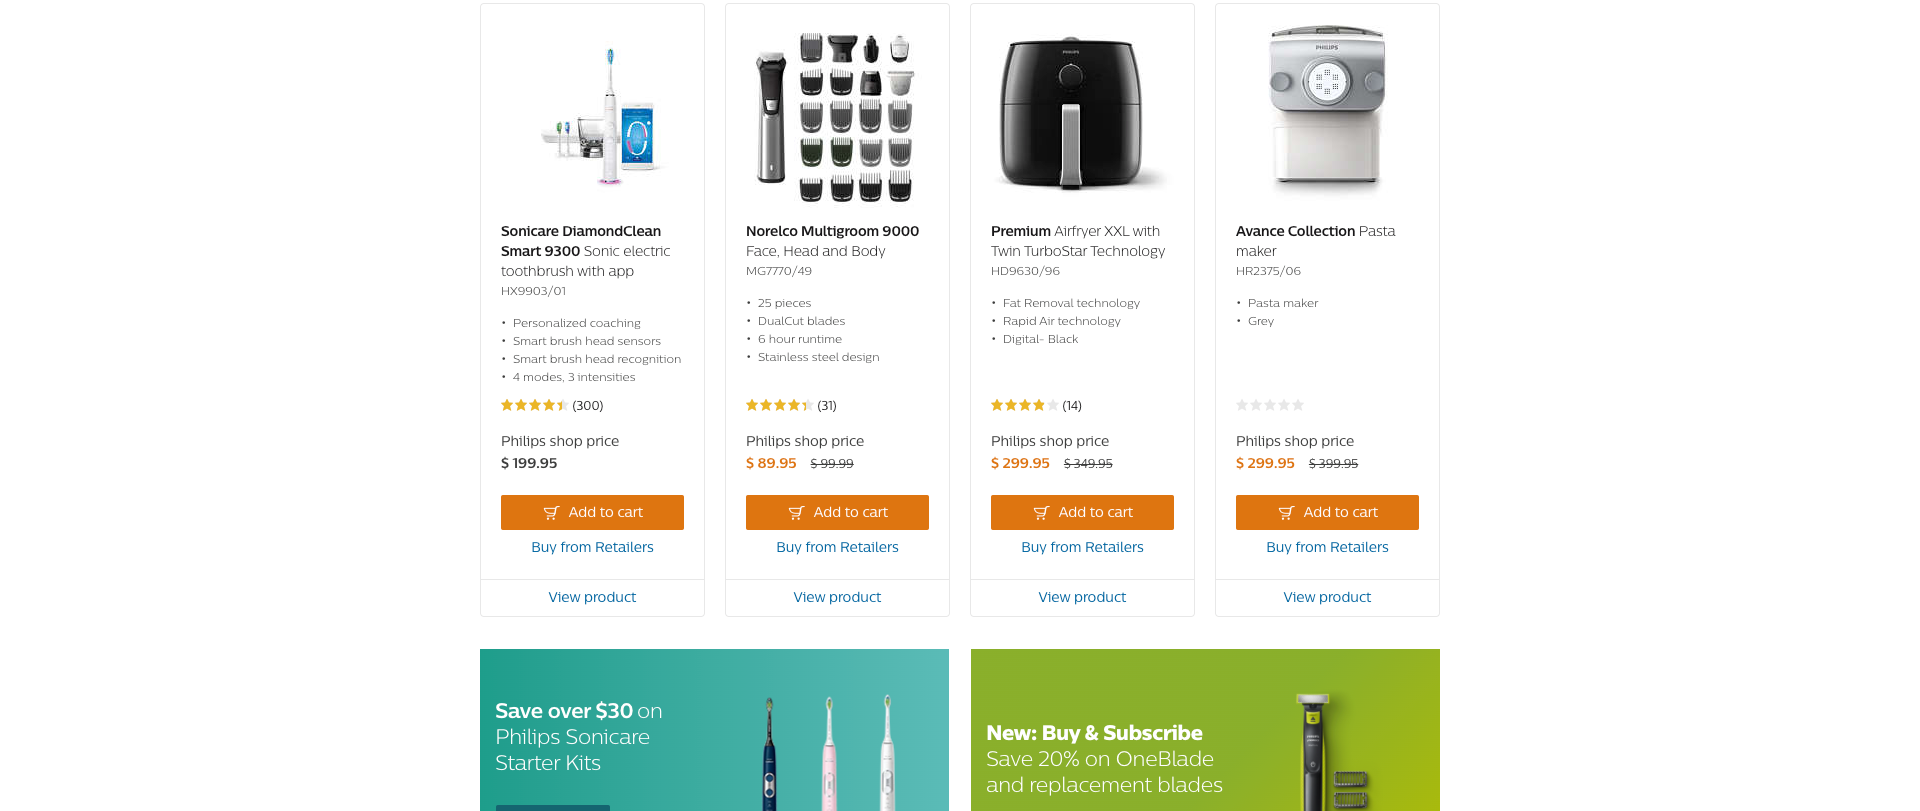 PHILIPS
PHILIPS
Sonicare DiamondClean
Smart 9300 Sonic electric
toothbrush with app
HX9903/01
• Personalized coaching
• Smart brush head sensors
• Smart brush head recognition
• 4 modes, 3 intensities
(300)
Philips shop price
$ 199.95
Add to cart
Buy from Retailers
View product
Norelco Multigroom 9000
Face, Head and Body
MG7770/49
• 25 pieces
• DualCut blades
• 6 hour runtime
• Stainless steel design
(31)
Philips shop price
$ 89.95 $ 99.99
Add to cart
Buy from Retailers
View product
Premium Airfryer XXL with
Twin TurboStar Technology
HD9630/96
• Fat Removal technology
• Rapid Air technology
• Digital- Black
(14)
Philips shop price
$ 299.95 $ 349.95
Add to cart
Buy from Retailers
View product
Avance Collection Pasta
maker
HR2375/06
• Pasta maker
• Grey
Philips shop price
$ 299.95 $ 399.95
Add to cart
Buy from Retailers
View product
Save over $30 on
Philips Sonicare
Starter Kits
New: Buy & Subscribe
Save 20% on OneBlade
and replacement blades
PHILIPS